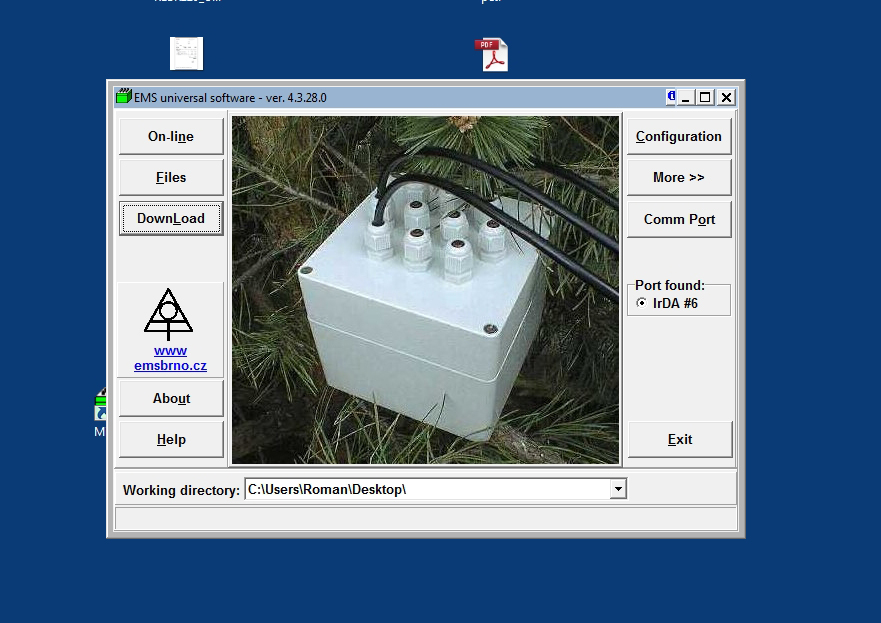 PDF
EMS universal software - ver. 4.3.28.0
On-line
Files
DownLoad
www
emsbrno.cz
About
Help
Configuration
More >>
Comm Port
Port found:
IrDA #6
Exit
Working directory: C:\Users\Roman\Desktop\
M